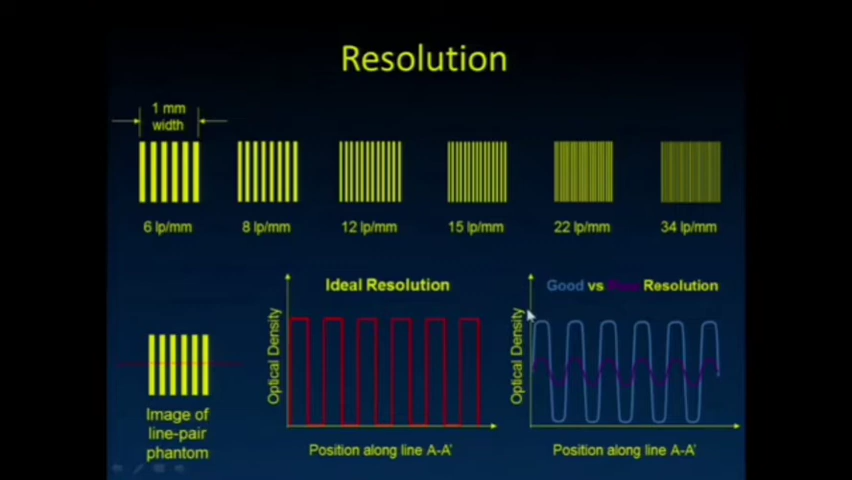 Resolution
1 mm
width
6 lp/mm 8 lp/mm 12 lp/mm 15 lp/mm 22 lp/mm 34 lp/mm
Ideal Resolution
Optical Density
Position along line A-A'
Good vs Resolution
Optical Density
Position along line A-A'
Image of
line-pair
phantom